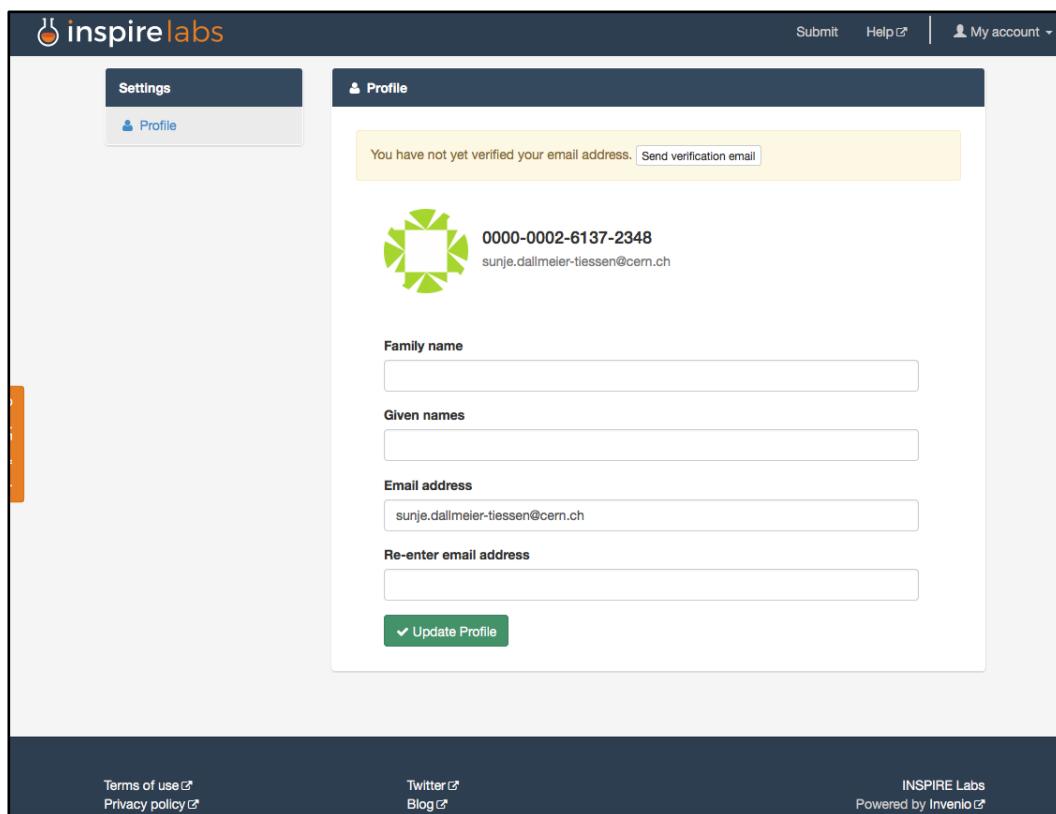 inspirelabs
Submit
Help
My account
Settings
Profile
Profile
You have not yet verified your email address. Send verification email
0000-0002-6137-2348
sunje.dallmeier-tiessen@cern.ch
Family name
Given names
Email address
sunje.dallmeier-tiessen@cern.ch
Re-enter email address
Update Profile
Terms of use
Privacy policy
Twitter
Blog
INSPIRE Labs
Powered by Invenio